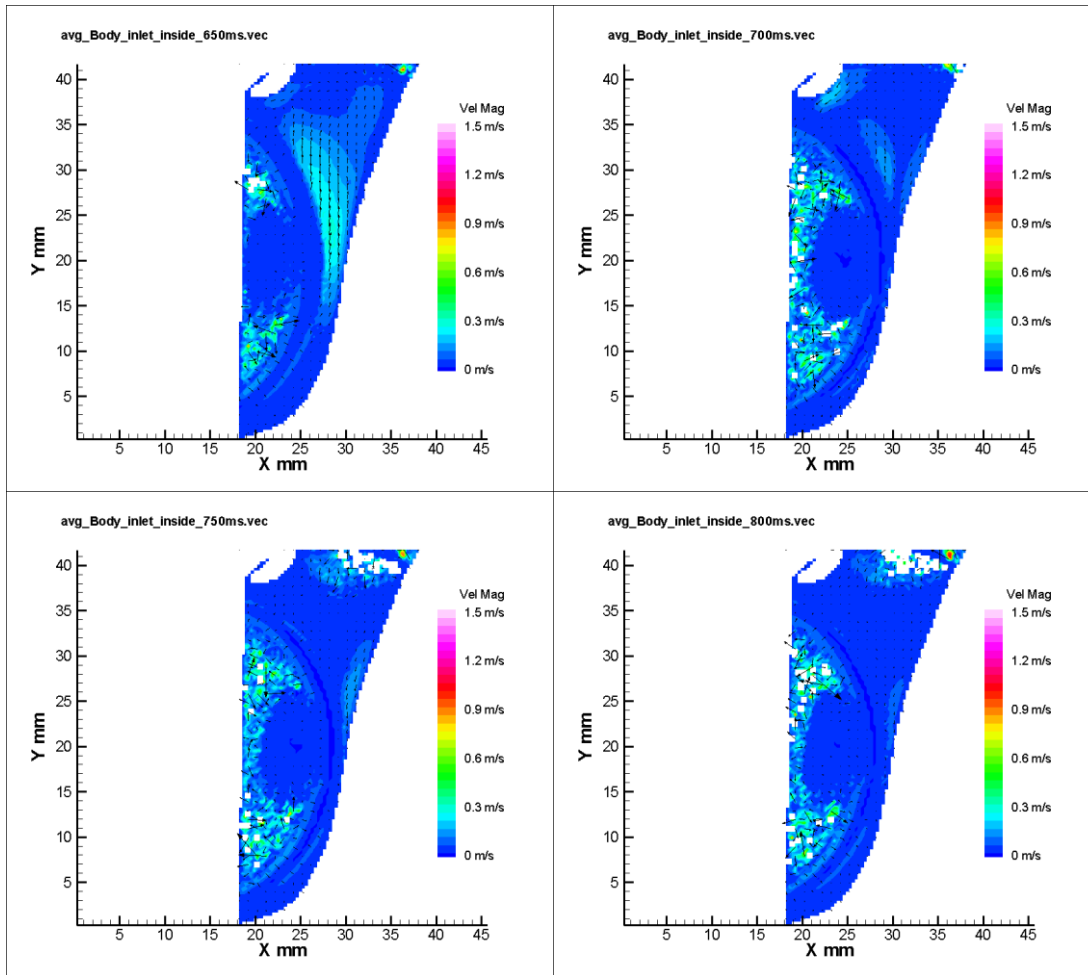 avg_Body_inlet_inside_650ms.vec
Vel Mag
1.5 m/s
1.2 m/s
0.9 m/s
0.6 m/s
0.3 m/s
0 m/s
40
35
30
25
20
15
10
5
Y mm
5 10 15 20 25 30 35 40 45
X mm
avg_Body_inlet_inside_700ms.vec
Vel Mag
1.5 m/s
1.2 m/s
0.9 m/s
0.6 m/s
0.3 m/s
0 m/s
40
35
30
25
20
15
10
5
Y mm
5 10 15 20 25 30 35 40 45
X mm
avg_Body_inlet_inside_750ms.vec
Vel Mag
1.5 m/s
1.2 m/s
0.9 m/s
0.6 m/s
0.3 m/s
0 m/s
40
35
30
25
20
15
10
5
Y mm
5 10 15 20 25 30 35 40 45
X mm
avg_Body_inlet_inside_800ms.vec
Vel Mag
1.5 m/s
1.2 m/s
0.9 m/s
0.6 m/s
0.3 m/s
0 m/s
40
35
30
25
20
15
10
5
Y mm
5 10 15 20 25 30 35 40 45
X mm